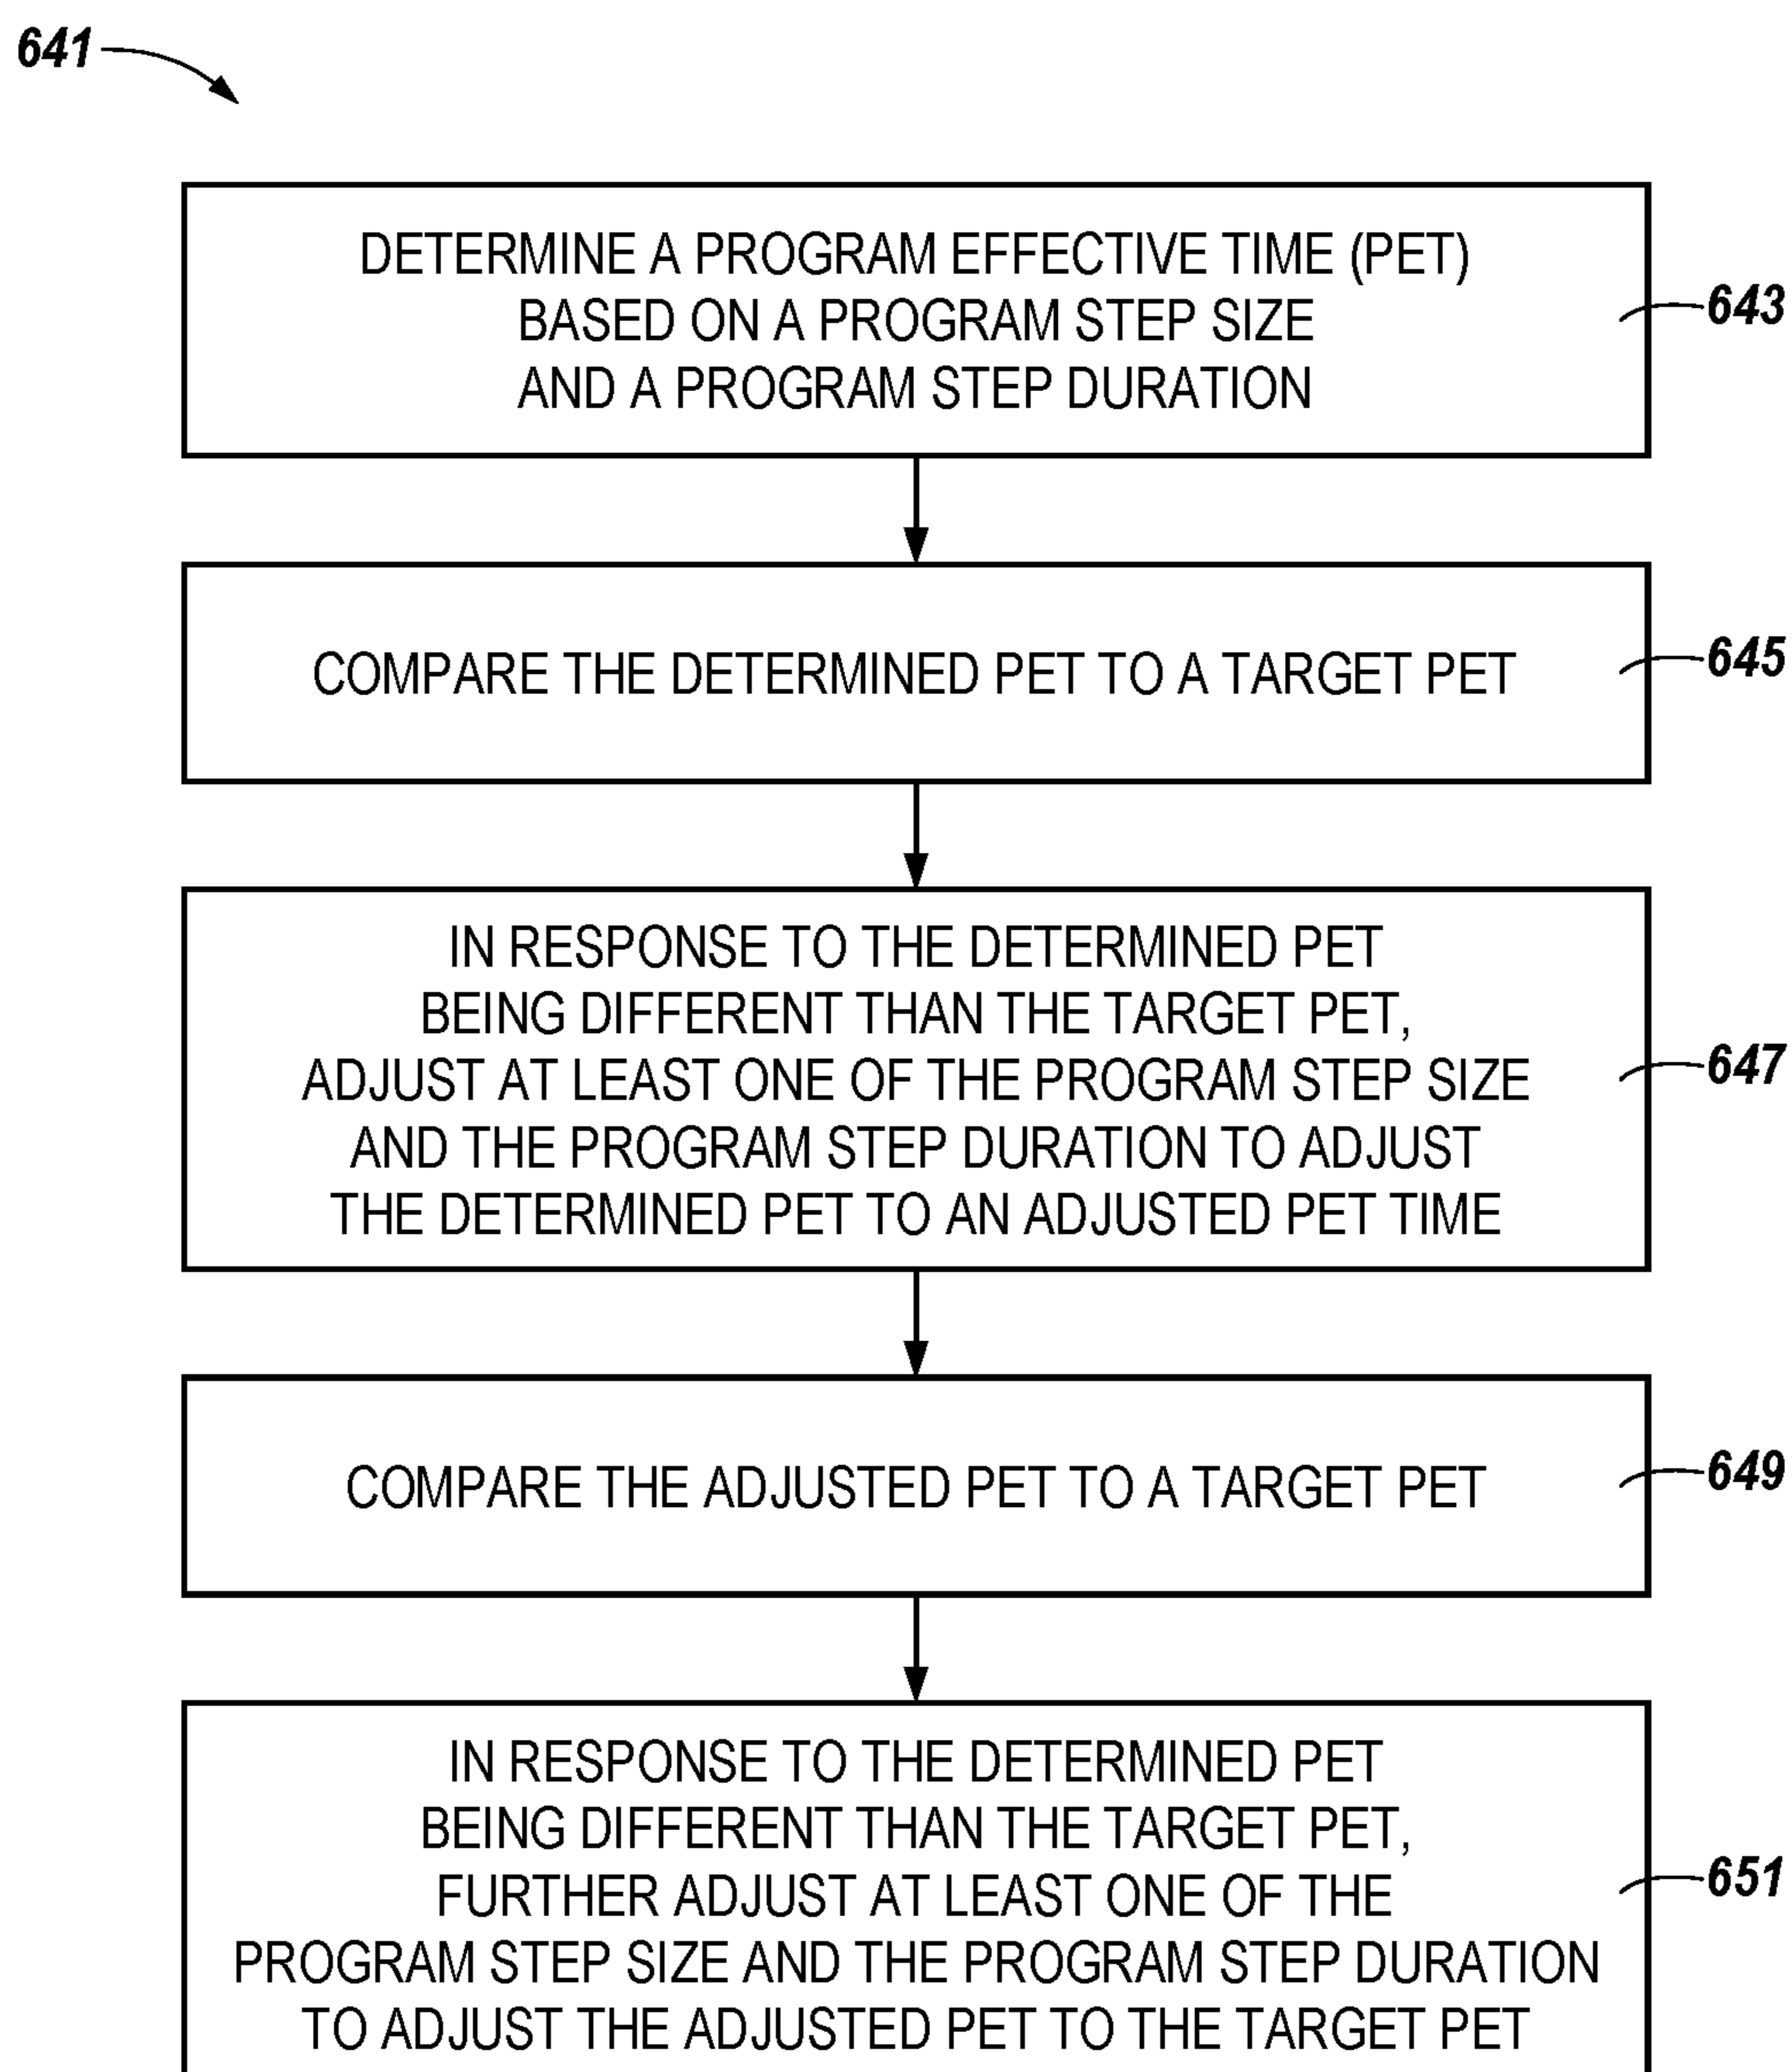 641
DETERMINE A PROGRAM EFFECTIVE TIME (PET)
BASED ON A PROGRAM STEP SIZE
AND A PROGRAM STEP DURATION
643
COMPARE THE DETERMINED PET TO A TARGET PET
645
IN RESPONSE TO THE DETERMINED PET
BEING DIFFERENT THAN THE TARGET PET,
ADJUST AT LEAST ONE OF THE PROGRAM STEP SIZE
AND THE PROGRAM STEP DURATION TO ADJUST
THE DETERMINED PET TO AN ADJUSTED PET TIME
647
COMPARE THE ADJUSTED PET TO A TARGET PET
649
IN RESPONSE TO THE DETERMINED PET
BEING DIFFERENT THAN THE TARGET PET,
FURTHER ADJUST AT LEAST ONE OF THE
PROGRAM STEP SIZE AND THE PROGRAM STEP DURATION
TO ADJUST THE ADJUSTED PET TO THE TARGET PET
651